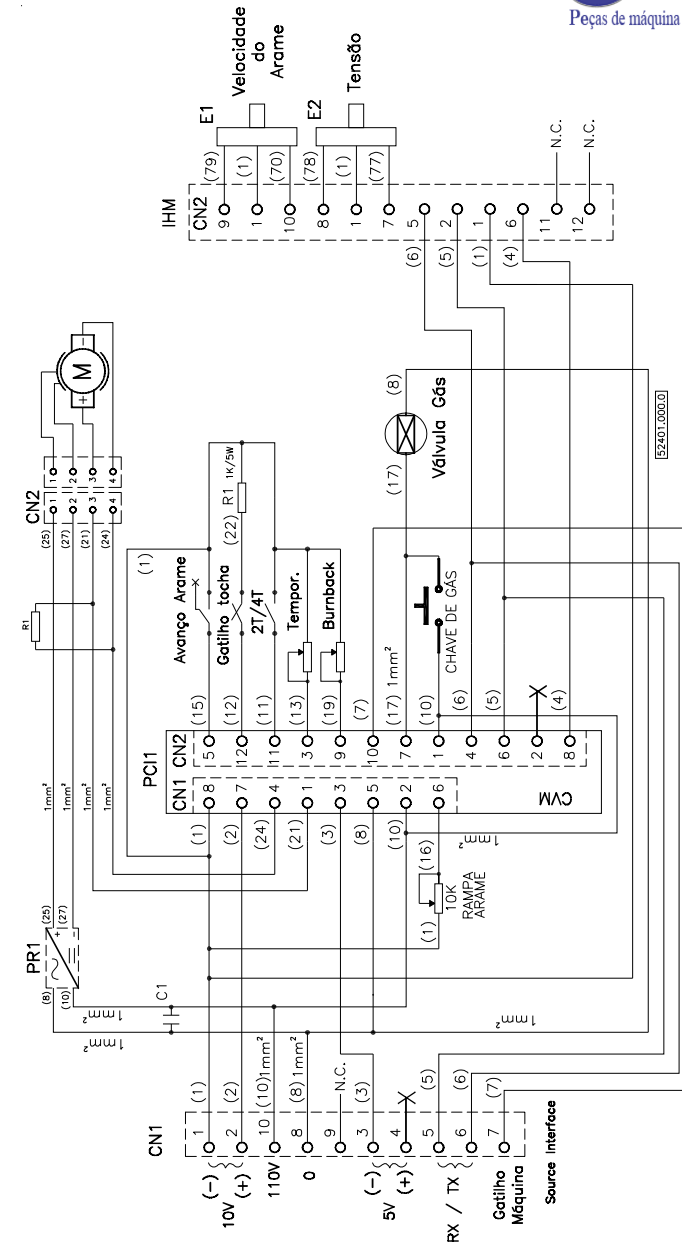 Peças de máquina
Velocidade
do
Arame
Tensão
E1
E2
(79)
(1)
(70)
(78)
(1)
(77)
IHM
CN2
9
1
10
8
1
7
5
2
1
6
11
12
N.C.
N.C.
(6)
(5)
(1)
(4)
M
+
-
CN2
1
2
3
4
1
2
3
4
(25)
(27)
(21)
(24)
R1
1mm²
1mm²
1mm²
1mm²
(1)
Avanço Arame
Gatilho tocha
2T/4T
Tempor.
Burnback
R1 1K/5W
(22)
Válvula Gás
(8)
(17)
CHAVE DE GÁS
52401.000.0
(15)
(12)
(11)
(13)
(19)
(7)
(17) 1mm²
(10)
(6)
(5)
(4)
PCI1
CN2
5
12
11
3
9
10
7
1
4
6
2
8
CN1
8
7
4
1
3
5
2
6
CVM
(1)
(2)
(24)
(21)
(3)
(8)
(10)
(16)
1mm²
(1)
10K
RAMPA
ARAME
PR1
(25)
(27)
+
(8)
(10)
1mm²
1mm²
C1
1mm²
CN1
1
2
10
8
9
3
4
5
6
7
(1)
(2)
(10)1mm²
(8)1mm²
N.C.
(3)
(5)
(6)
(7)
(-)
10V
(+)
110V
0
(-)
5V
(+)
RX / TX
Gatilho
Máquina
Source Interface